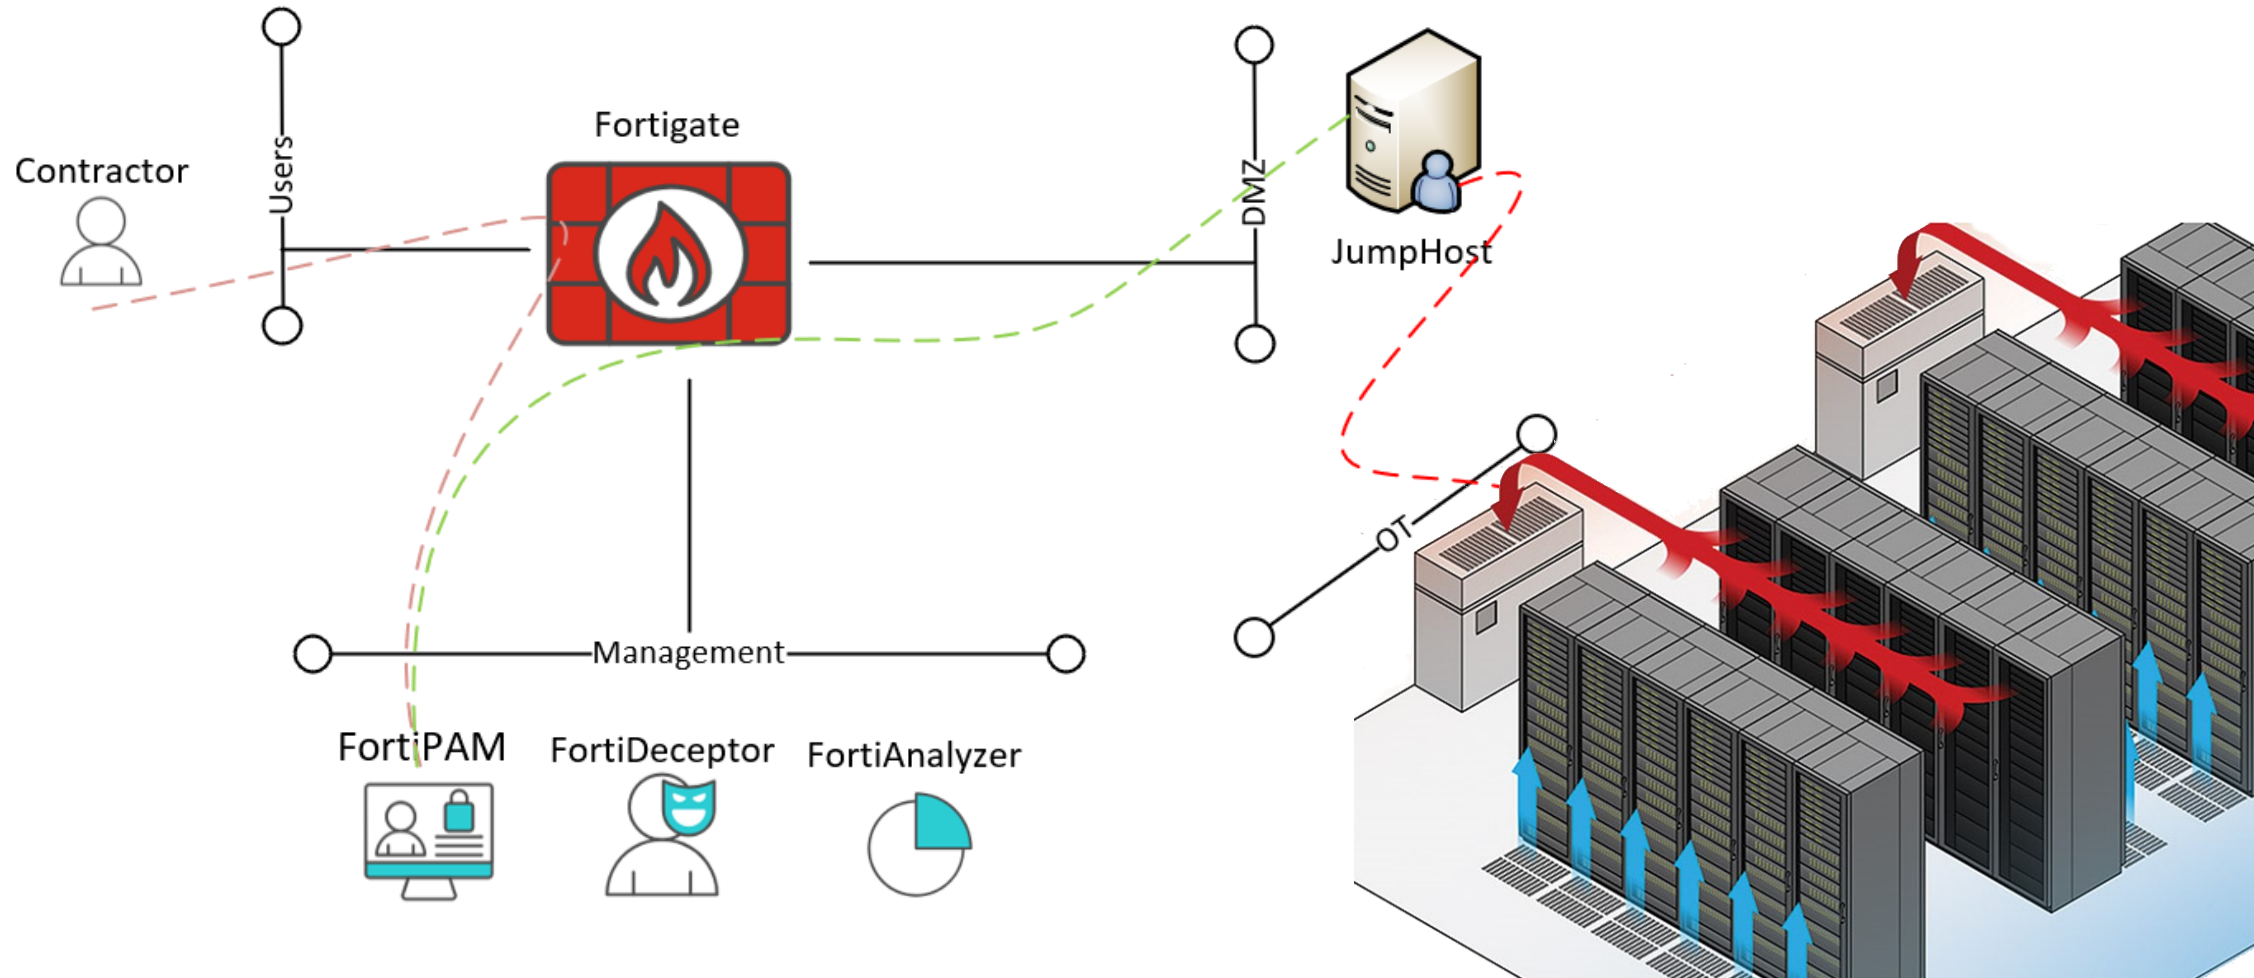 Contractor
Users
Fortigate
DMZ
JumpHost
OT
Management
FortiPAM
FortiDeceptor
FortiAnalyzer